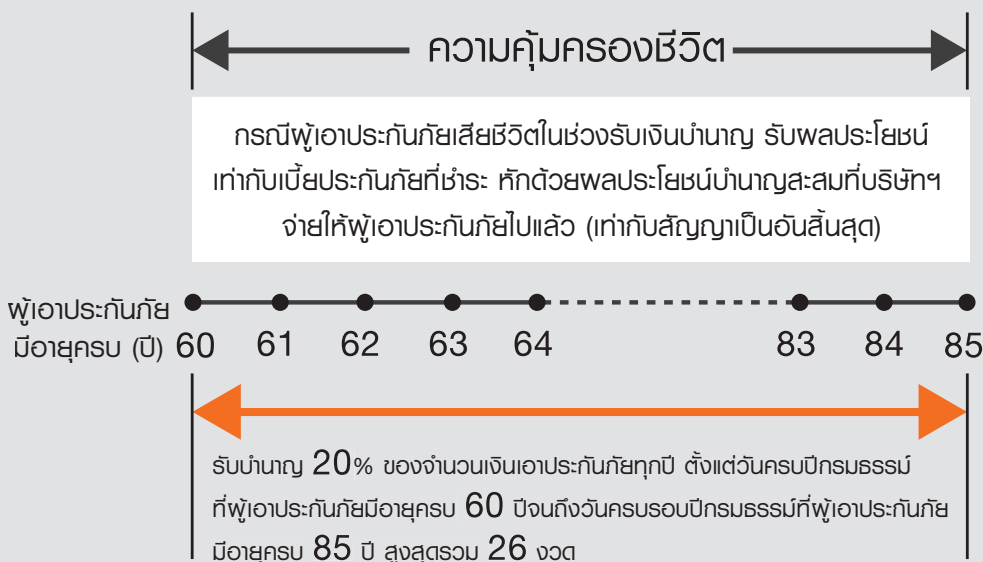 ความคุ้มครองชีวิต
กรณีผู้เอาประกันภัยเสียชีวิตในช่วงรับเงินบำนาญ รับผลประโยชน์
เท่ากับเบี้ยประกันภัยที่ชำระ หักด้วยผลประโยชน์บำนาญสะสมที่บริษัทฯ
จ่ายให้ผู้เอาประกันภัยไปแล้ว (เท่ากับสัญญาเป็นอันสิ้นสุด)
ผู้เอาประกันภัย
มีอายุครบ (ปี) 60 61 62 63 64 83 84 85
รับบำนาญ 20% ของจำนวนเงินเอาประกันภัยทุกปี ตั้งแต่วันครบปีกรมธรรม์
ที่ผู้เอาประกันภัยมีอายุครบ 60 ปีจนถึงวันครบรอบปีกรมธรรม์ที่ผู้เอาประกันภัย
มีอายุครบ 85 ปี สูงสุดรวม 26 งวด